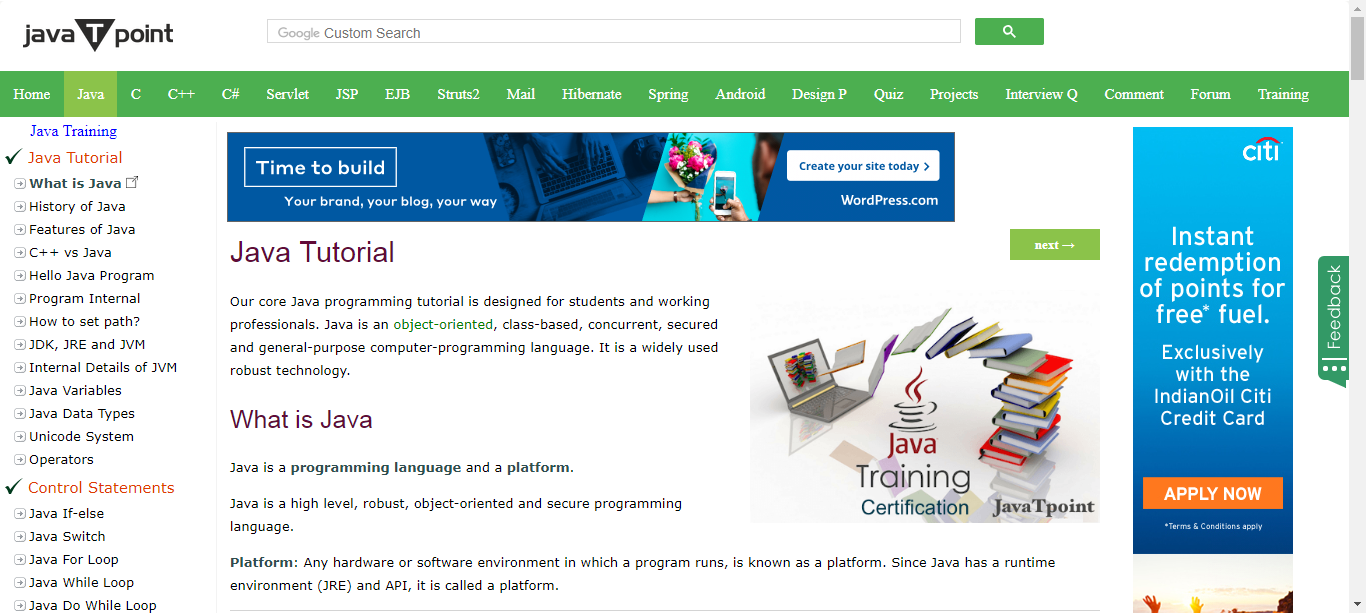 javaTpoint
Google Custom Search
Home Java C C++ C# Servlet JSP EJB Struts2 Mail Hibernate Spring Android Design P Quiz Projects Interview Q Comment Forum Training
Java Training
Java Tutorial
What is Java
History of Java
Features of Java
C++ vs Java
Hello Java Program
Program Internal
How to set path?
JDK, JRE and JVM
Internal Details of JVM
Java Variables
Java Data Types
Unicode System
Operators
Control Statements
Java If-else
Java Switch
Java For Loop
Java While Loop
Java Do While Loop
Time to build
Your brand, your blog, your way
Create your site today >
WordPress.com
Java Tutorial
next →
Our core Java programming tutorial is designed for students and working
professionals. Java is an object-oriented, class-based, concurrent, secured
and general-purpose computer-programming language. It is a widely used
robust technology.
What is Java
Java is a programming language and a platform.
Java is a high level, robust, object-oriented and secure programming
language.
Platform: Any hardware or software environment in which a program runs, is known as a platform. Since Java has a runtime
environment (JRE) and API, it is called a platform.
Java
Training
Certification
JavaTpoint
citi
Instant
redemption
of points for
free* fuel.
Exclusively
with the
IndianOil Citi
Credit Card
APPLY NOW
*Terms & Conditions apply
Feedback